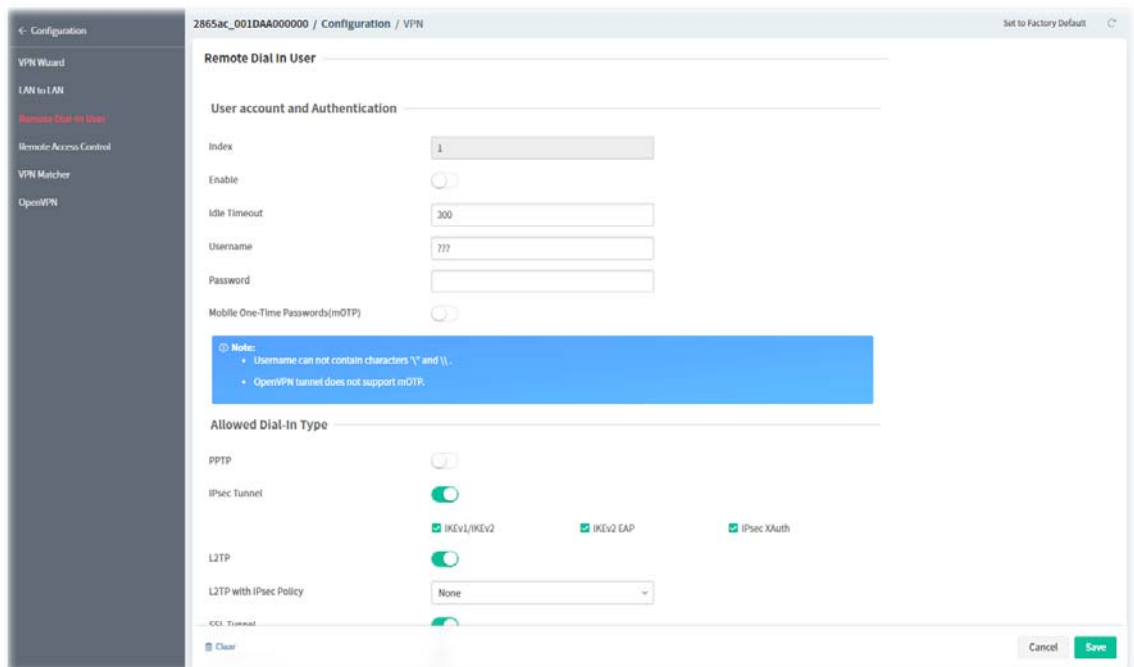 ← Configuration
2865ac_001DAA000000 / Configuration / VPN
Set to Factory Default
VPN Wizard
LAN to LAN
Remote Dial-In User
Remote Access Control
VPN Matcher
OpenVPN
Remote Dial In User
User account and Authentication
Index
1
Enable
Idle Timeout
300
Username
???
Password
Mobile One-Time Passwords(mOTP)
Note:
• Username can not contain characters '\" and \\ .
• OpenVPN tunnel does not support mOTP.
Allowed Dial-In Type
PPTP
IPsec Tunnel
IKEv1/IKEv2 IKEv2 EAP IPsec XAuth
L2TP
L2TP with IPsec Policy
None
SSL Tunnel
Clear
Cancel
Save